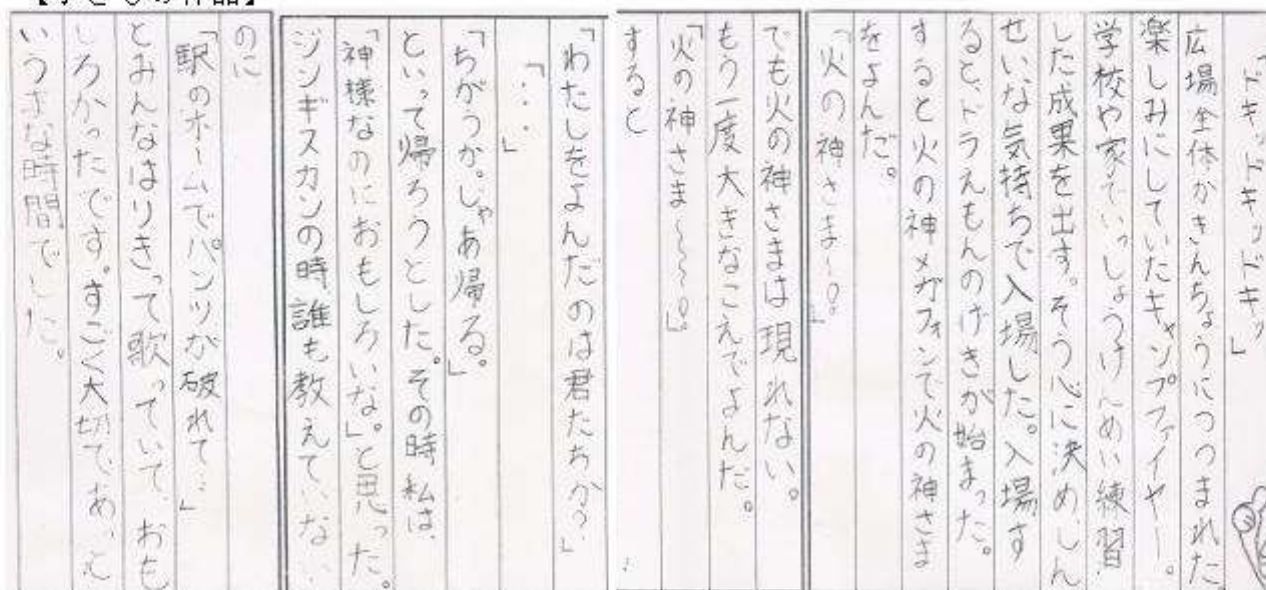 【子どもの作品】
「ドキッドキッドキッ」
広場全体がきんちょうにつつまれた。
楽しみにしていたキャンプファイヤー。
学校や家でいっしょうけんめい練習
した成果を出す。そう心に決め、しん
せいな気持ちで入場した。入場す
ると、ドラえもんのげきが始まった。
すると火の神メガフォンで火の神さま
をよんだ。
「火の神さま〜!?」
でも火の神さまは現れない。
もう一度大きなこえでよんだ。
「火の神さま〜〜〜!?」。
すると
「わたしをよんだのは君たちか?」
「・・・」
「ちがうか。じゃあ帰る。」
といって帰ろうとした。その時私は、
「神様なのにおもしろいな」。と思った。
ジンギスカンの時誰も教えていない
のに
「駅のホームでパンツが破れて…」
とみんなはりきって歌っていて、おも
しろかったです。すごく大切で、あ、と
いうまな時間でした。